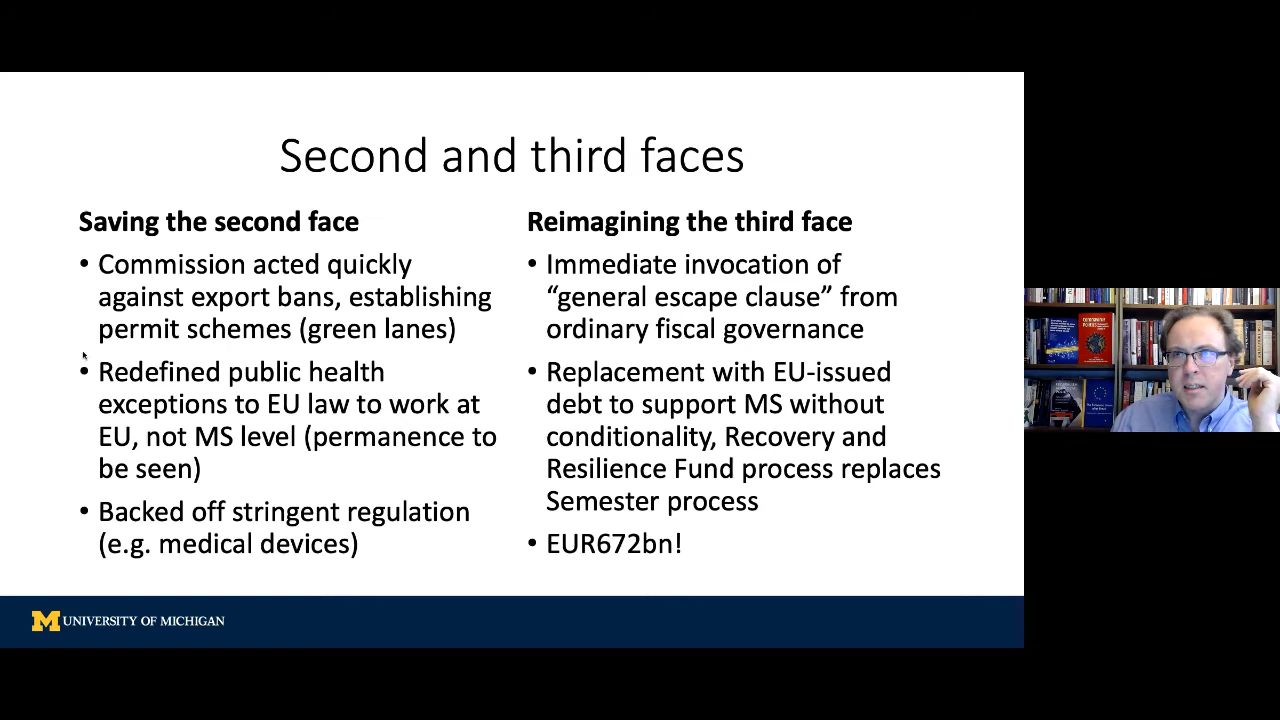 Second and third faces
Saving the second face
• Commission acted quickly
against export bans, establishing
permit schemes (green lanes)
• Redefined public health
exceptions to EU law to work at
EU, not MS level (permanence to
be seen)
• Backed off stringent regulation
(e.g. medical devices)
Reimagining the third face
• Immediate invocation of
“general escape clause” from
ordinary fiscal governance
• Replacement with EU-issued
debt to support MS without
conditionality, Recovery and
Resilience Fund process replaces
Semester process
• EUR672bn!
M UNIVERSITY OF MICHIGAN